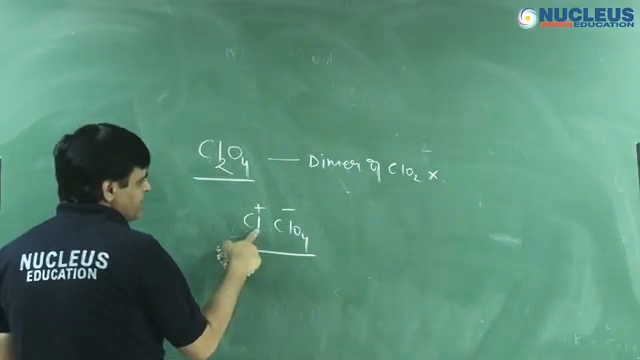 NUCLEUS
EDUCATION
Cl2O4 — Dimer of ClO2 ×.
Cl+ ClO4−
NUCLEUS
EDUCATION